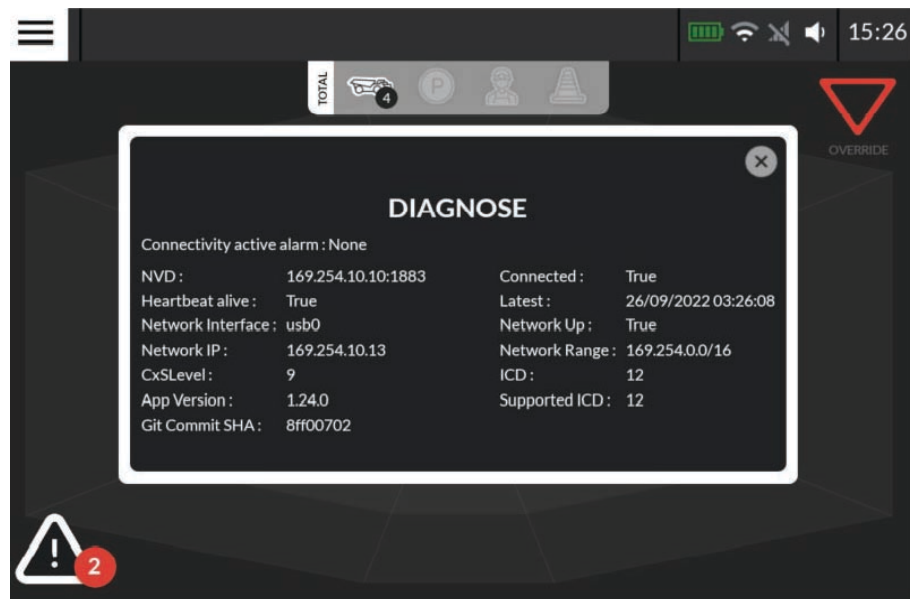 15:26
TOTAL
4
P
OVERRIDE
DIAGNOSE
Connectivity active alarm : None
NVD : 169.254.10.10:1883 Connected : True
Heartbeat alive : True Latest : 26/09/2022 03:26:08
Network Interface : usb0 Network Up : True
Network IP : 169.254.10.13 Network Range : 169.254.0.0/16
CxSLevel : 9 ICD : 12
App Version : 1.24.0 Supported ICD : 12
Git Commit SHA : 8ff00702
2